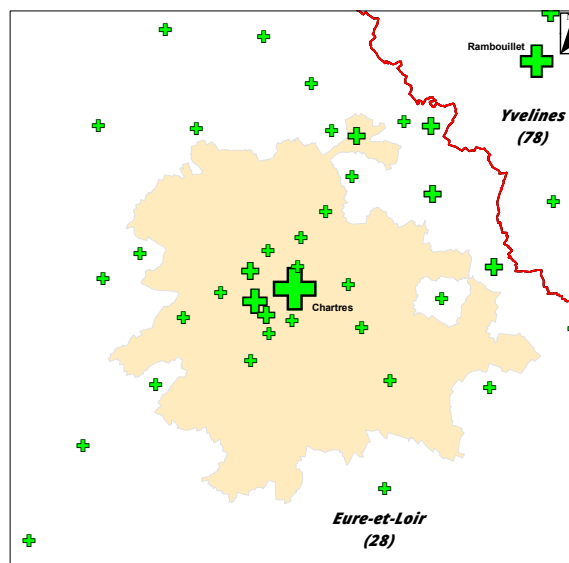 Rambouillet
Yvelines
(78)
Chartres
Eure-et-Loir
(28)